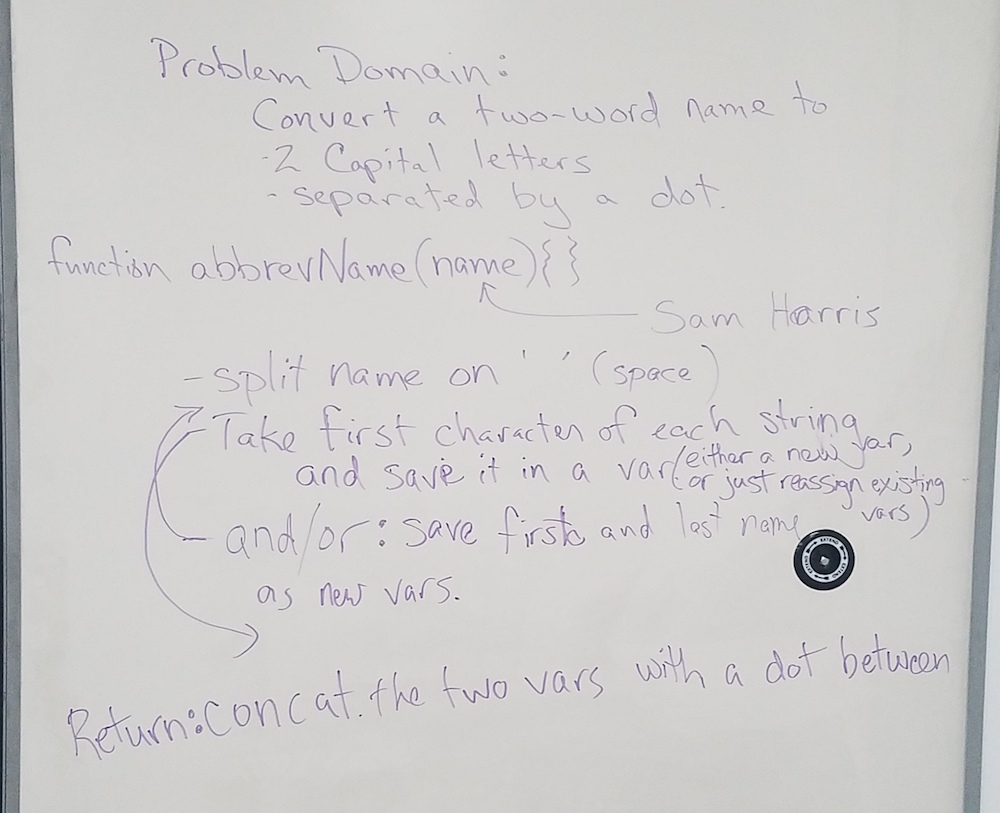 Problem Domain:
Convert a two-word name to
-2 Capital letters
- separated by a dot.
function abbrevName(name){}
Sam Harris
- split name on ' ' (space)
- Take first character of each string
and save it in a var (either a new var,
or just reassign existing
vars)
- and/or: save first and last name
as new vars.
Return: concat. the two vars with a dot between
EXTEND EXTEND